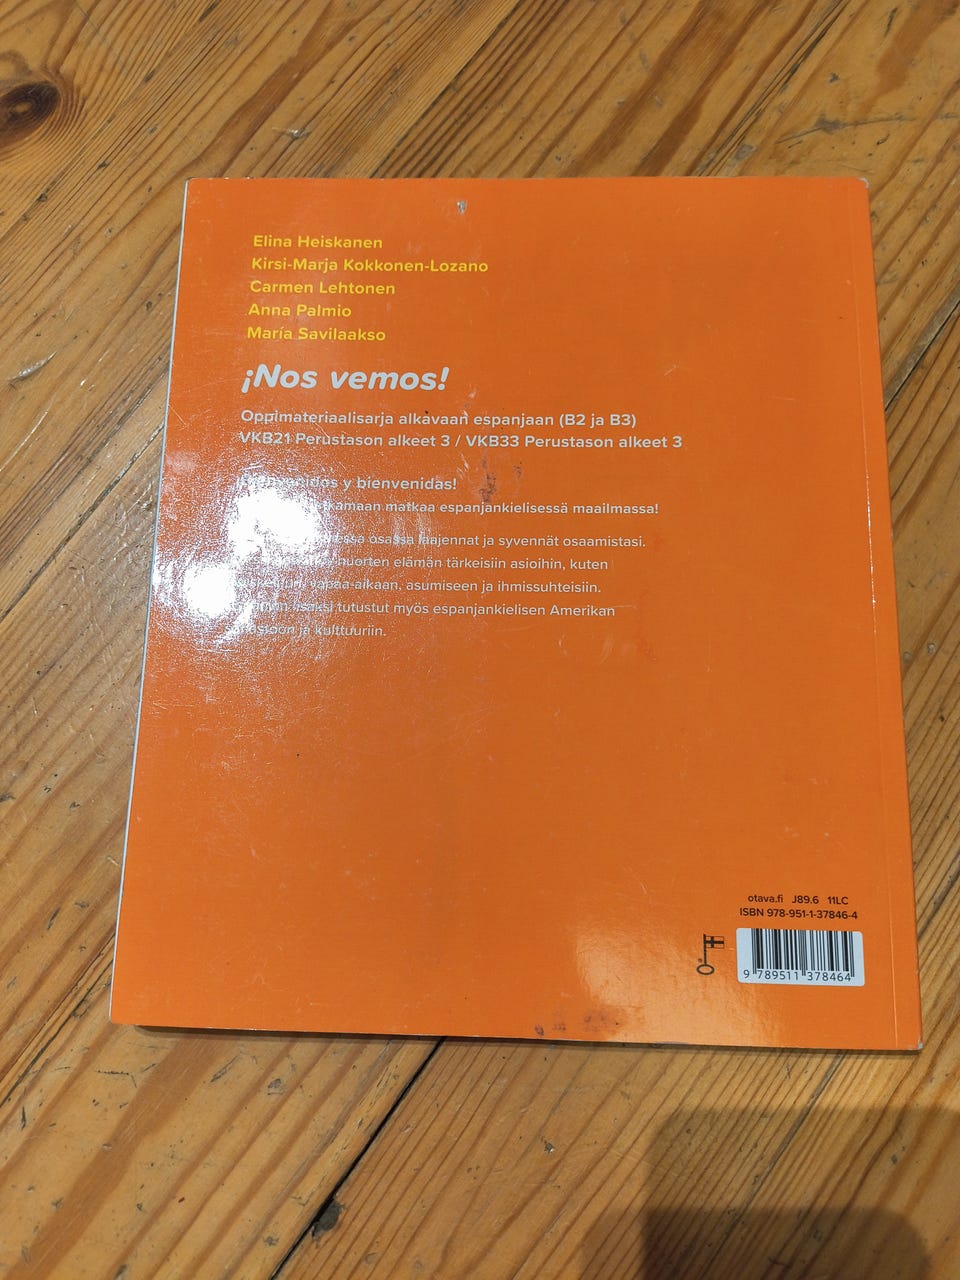 Elina Heiskanen
Kirsi-Marja Kokkonen-Lozano
Carmen Lehtonen
Anna Palmio
María Savilaakso
¡Nos vemos!
Oppimateriaalisarja alkavaan espanjaan (B2 ja B3)
VKB21 Perustason alkeet 3 / VKB33 Perustason alkeet 3
¡Bienvenidos y bienvenidas!
matkaa espanjankielisessä maailmassa!
osassa laajennat ja syvennät osaamistasi.
nuorten elämän tärkeisiin asioihin, kuten
vapaa-aikaan, asumiseen ja ihmissuhteisiin.
lisäksi tutustut myös espanjankielisen Amerikan
ja kulttuuriin.
otava.fi J89.6 11LC
ISBN 978-951-1-37846-4
9 789511 378464